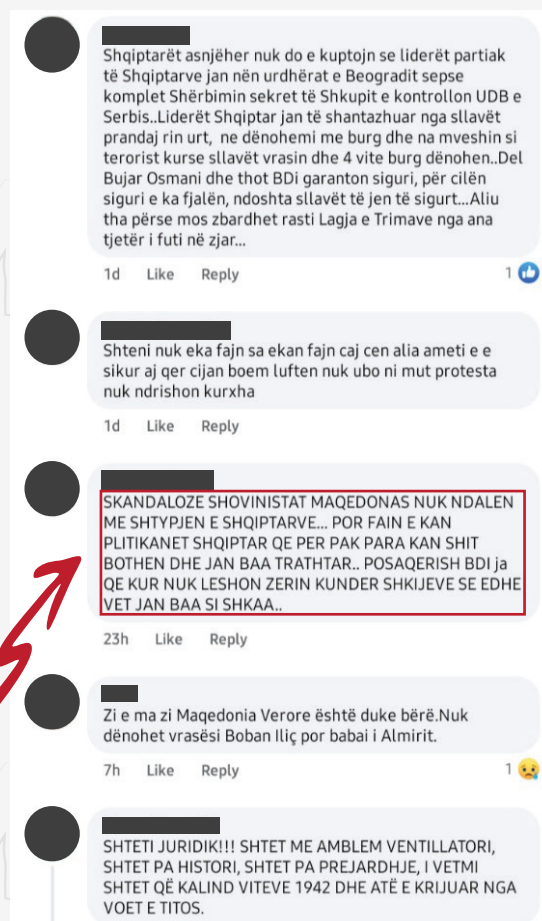 Shqiptarët asnjëher nuk do e kuptojn se liderët partiak
të Shqiptarve jan nën urdhërat e Beogradit sepse
komplet Shërbimin sekret të Shkupit e kontrollon UDB e
Serbis..Liderët Shqiptar jan të shantazhuar nga sllavët
prandaj rin urt, ne dënohemi me burg dhe na mveshin si
terorist kurse sllavët vrasin dhe 4 vite burg dënohen..Del
Bujar Osmani dhe thot BDi garanton siguri, për cilën
siguri e ka fjalën, ndoshta sllavët të jen të sigurt...Aliu
tha përse mos zbardhet rasti Lagja e Trimave nga ana
tjetër i futi në zjar...
1d Like Reply 1
Shteni nuk eka fajn sa ekan fajn caj cen alia ameti e e
sikur aj qer cijan boem luften nuk ubo ni mut protesta
nuk ndrishon kurxha
1d Like Reply
SKANDALOZE SHOVINISTAT MAQEDONAS NUK NDALEN
ME SHTYPJEN E SHQIPTARVE... POR FAIN E KAN
PLITIKANET SHQIPTAR QE PER PAK PARA KAN SHIT
BOTHEN DHE JAN BAA TRATHTAR.. POSAQERISH BDI ja
QE KUR NUK LESHON ZERIN KUNDER SHKIJEVE SE EDHE
VET JAN BAA SI SHKAA..
23h Like Reply
Zi e ma zi Maqedonia Verore është duke bërë.Nuk
dënohet vrasësi Boban Iliç por babai i Almirit.
7h Like Reply 1
SHTETI JURIDIK!!! SHTET ME AMBLEM VENTILLATORI,
SHTET PA HISTORI, SHTET PA PREJARDHJE, I VETMI
SHTET QË KALIND VITEVE 1942 DHE ATË E KRIJUAR NGA
VOET E TITOS.